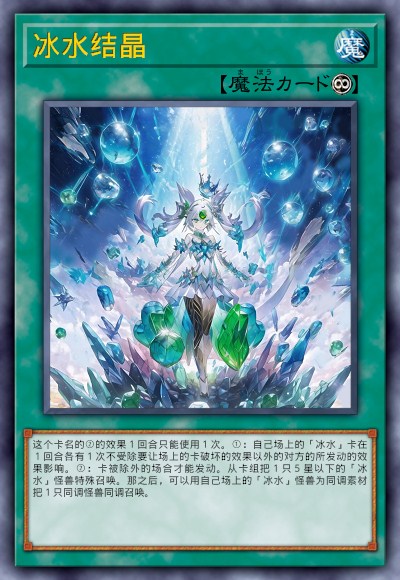 冰水结晶
魔
【魔法カード】
まほう
这个卡名的②的效果1回合只能使用1次。①：自己场上的「冰水」卡在
1回合各有1次不受除要让场上的卡破坏的效果以外的对方的所发动的效
果影响。②：卡被除外的场合才能发动。从卡组把1只5星以下的「冰
水」怪兽特殊召唤。那之后，可以用自己场上的「冰水」怪兽为同调素材
把1只同调怪兽同调召唤。